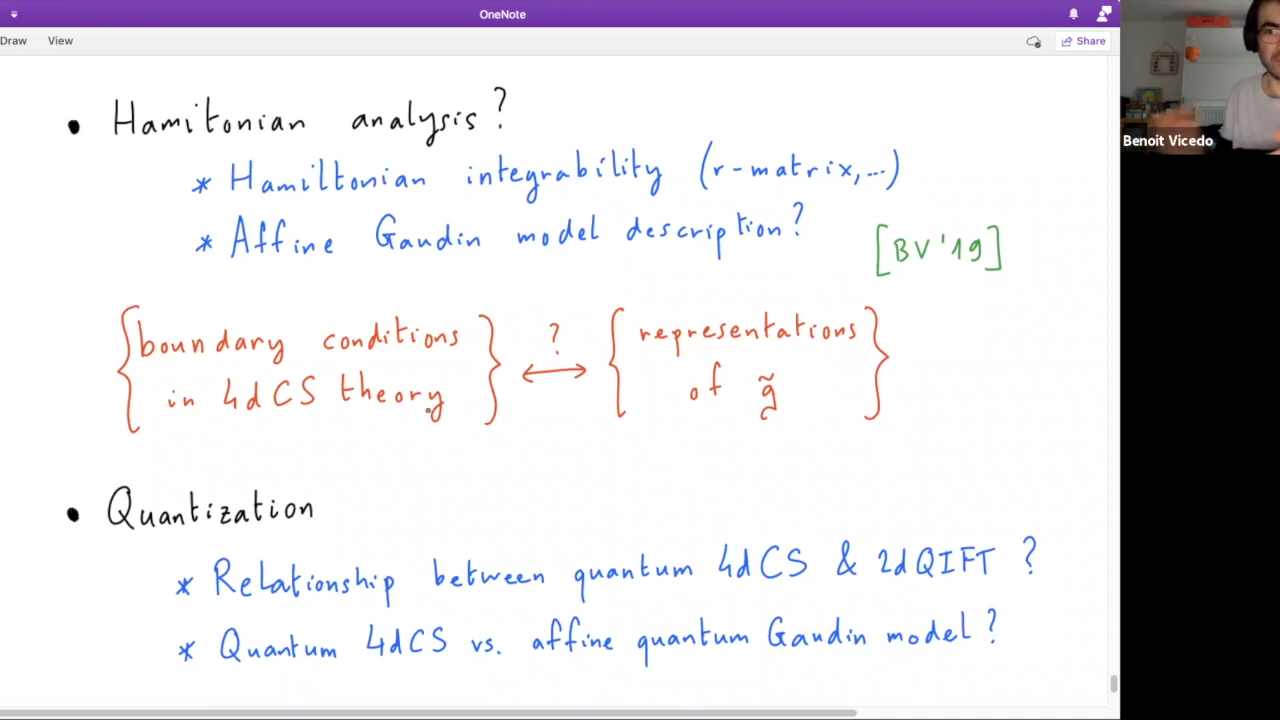 OneNote
Draw View
Share
Benoit Vicedo
• Hamitonian analysis?
* Hamiltonian integrability (r-matrix,...)
* Affine Gaudin model description?
[BV '19]
{boundary conditions in 4dCS theory} ?⟷ {representations of g̃}
• Quantization
* Relationship between quantum 4dCS & 2dQIFT ?
* Quantum 4dCS vs. affine quantum Gaudin model ?